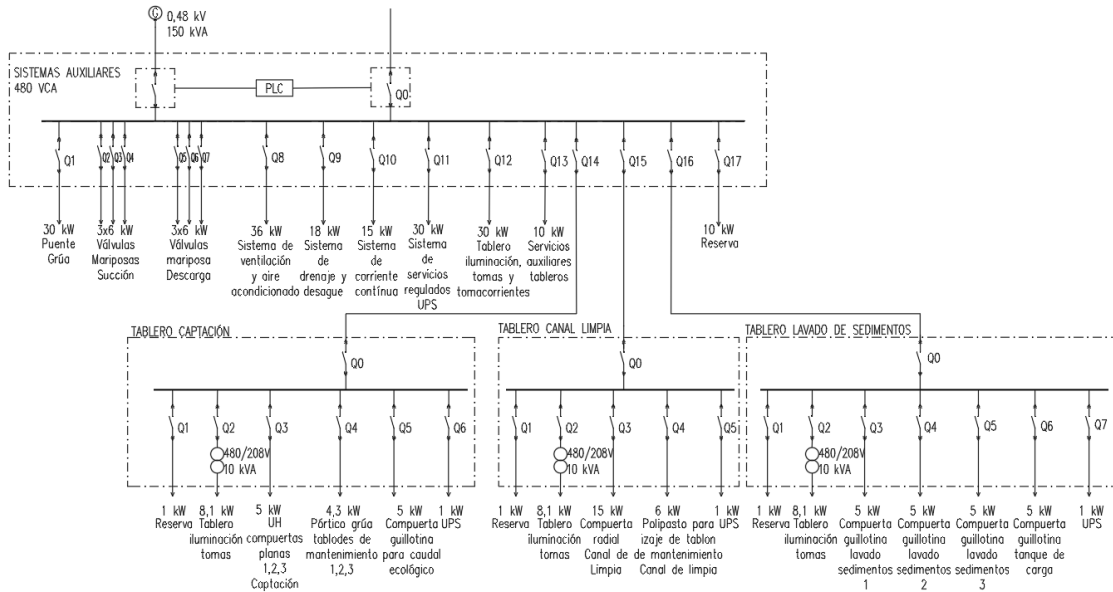 0,48 kV
150 kVA
SISTEMAS AUXILIARES
480 VCA
PLC
Q0
Q1
Q2
Q3
Q4
Q5
Q6
Q7
Q8
Q9
Q10
Q11
Q12
Q13
Q14
Q15
Q16
Q17
30 kW
Puente
Grúa
3x6 kW
Válvulas
Mariposas
Succión
3x6 kW
Válvulas
mariposa
Descarga
36 kW
Sistema de
ventilación
y aire
acondicionado
18 kW
Sistema
de
drenaje y
desague
15 kW
Sistema
de
corriente
contínua
30 kW
Sistema
de
servicios
regulados
UPS
30 kW
Tablero
iluminación,
tomas y
tomacorrientes
10 kW
Servicios
auxiliares
tableros
10 kW
Reserva
TABLERO CAPTACIÓN
Q0
Q1
Q2
Q3
Q4
Q5
Q6
480/208V
10 kVA
1 kW
Reserva
8,1 kW
Tablero
iluminación
tomas
5 kW
UH
compuertas
planas
1,2,3
Captación
4,3 kW
Pórtico grúa
tablodes de
mantenimiento
1,2,3
5 kW
Compuerta
guillotina
para caudal
ecológico
1 kW
UPS
TABLERO CANAL LIMPIA
Q0
Q1
Q2
Q3
Q4
Q5
480/208V
10 kVA
1 kW
Reserva
8,1 kW
Tablero
iluminación
tomas
15 kW
Compuerta
radial
Canal de
Limpia
6 kW
Polipasto para
izaje de tablon
de mantenimiento
Canal de limpia
1 kW
UPS
TABLERO LAVADO DE SEDIMENTOS
Q0
Q1
Q2
Q3
Q4
Q5
Q6
Q7
480/208V
10 kVA
1 kW
Reserva
8,1 kW
Tablero
iluminación
tomas
5 kW
Compuerta
guillotina
lavado
sedimentos
1
5 kW
Compuerta
guillotina
lavado
sedimentos
2
5 kW
Compuerta
guillotina
lavado
sedimentos
3
5 kW
Compuerta
guillotina
tanque de
carga
1 kW
UPS
G